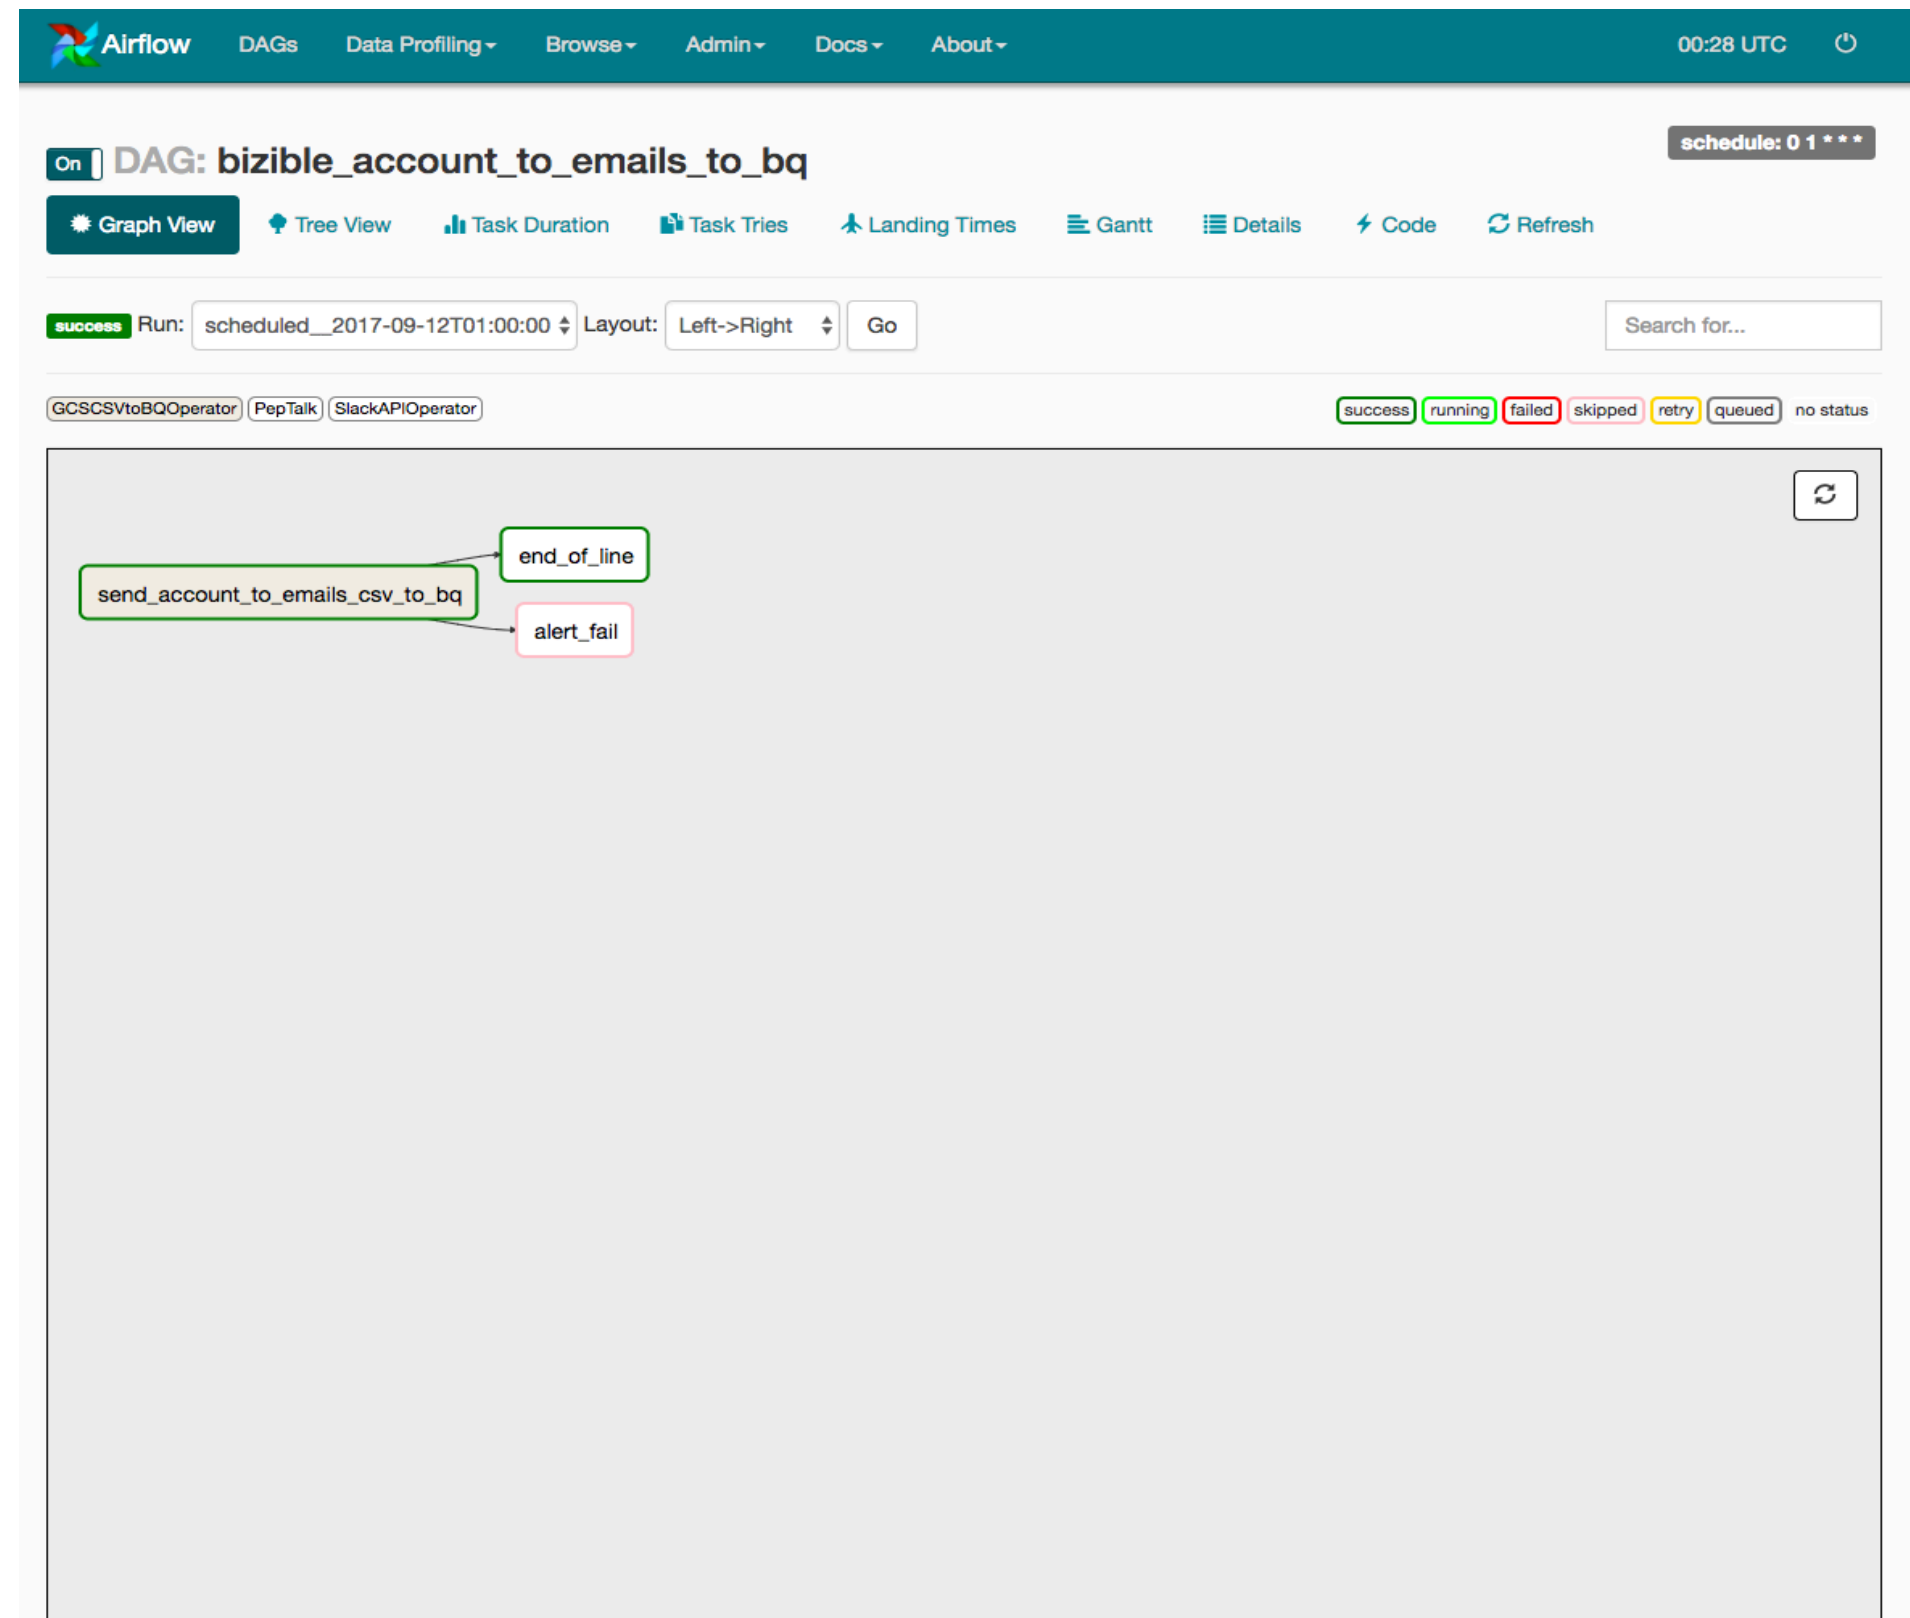 Airflow DAGs Data Profiling Browse Admin Docs About 00:28 UTC
schedule: 0 1 * * *
On DAG: bizible_account_to_emails_to_bq
Graph View Tree View Task Duration Task Tries Landing Times Gantt Details Code Refresh
success Run: scheduled__2017-09-12T01:00:00 Layout: Left->Right Go Search for...
GCSCSVtoBQOperator PepTalk SlackAPIOperator success running failed skipped retry queued no status
end_of_line
send_account_to_emails_csv_to_bq
alert_fail